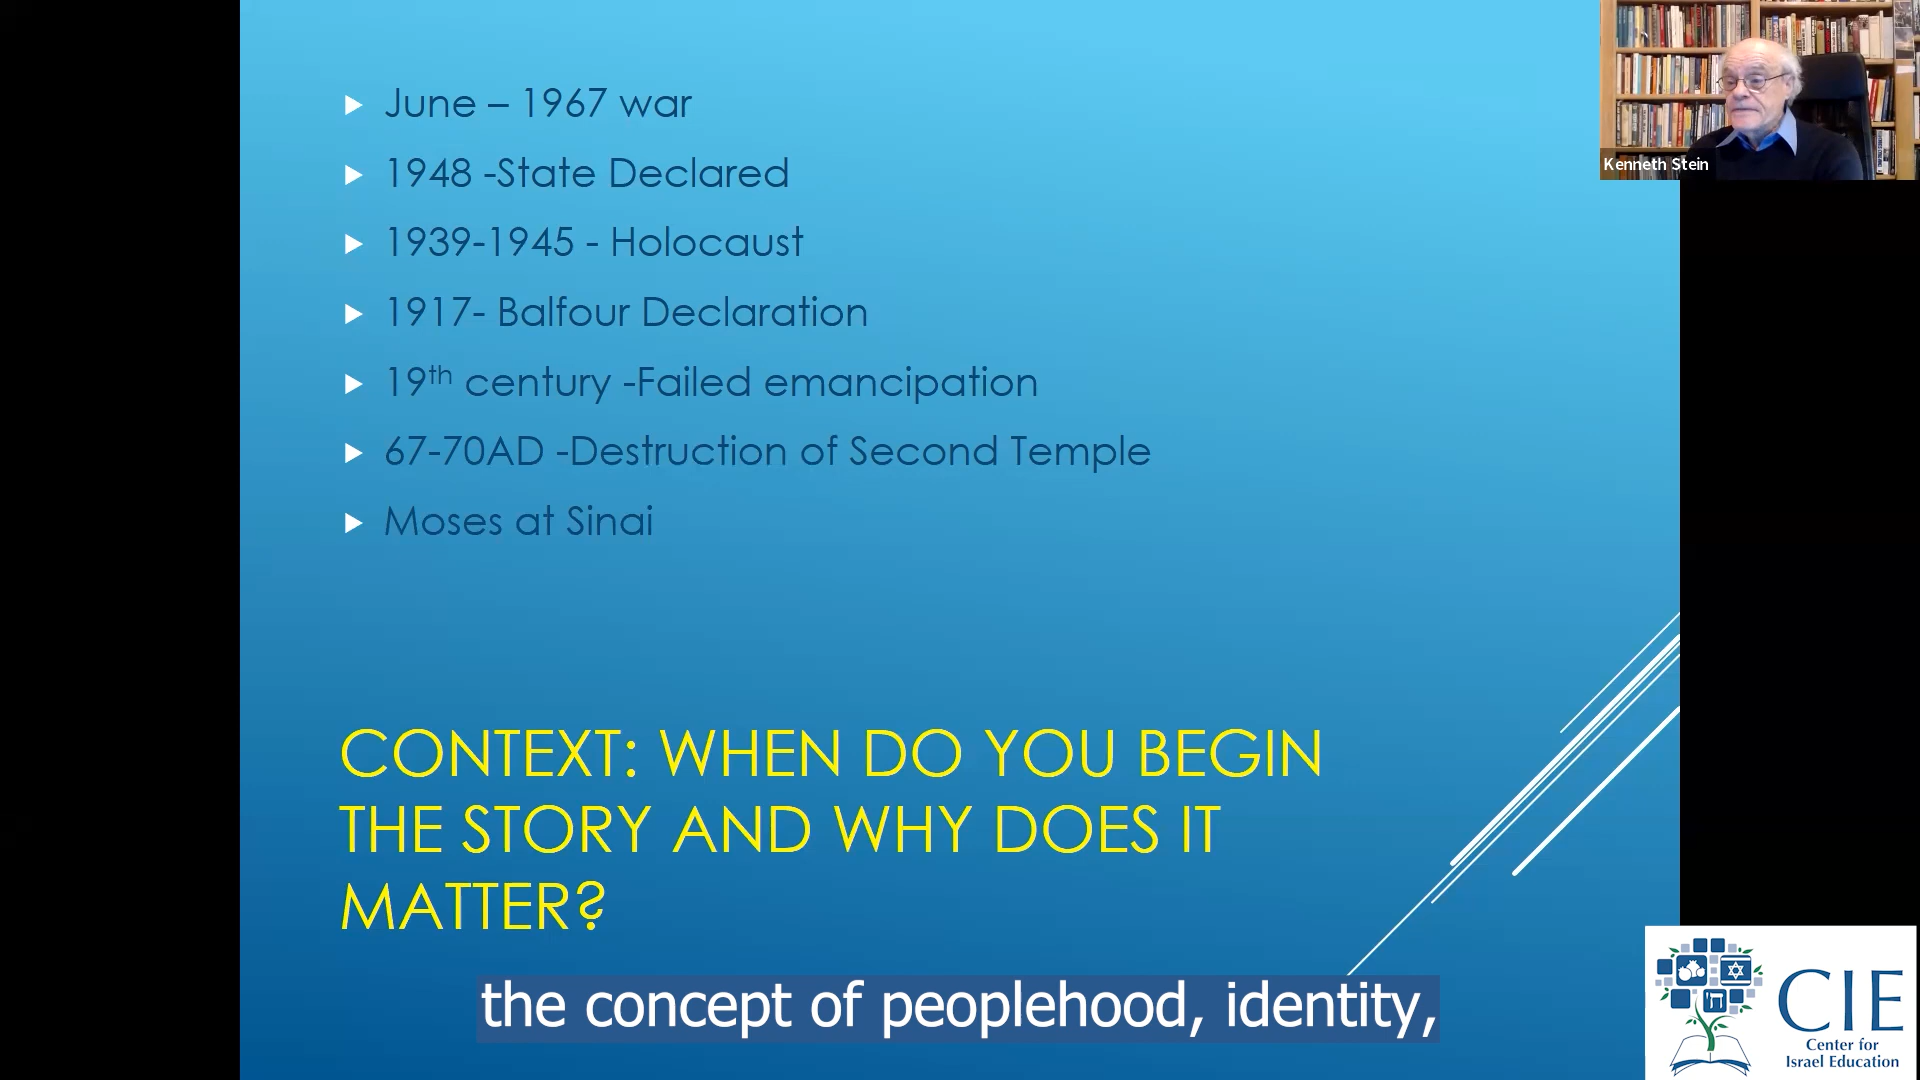 June – 1967 war
1948 -State Declared
1939-1945 - Holocaust
1917- Balfour Declaration
19th century -Failed emancipation
67-70AD -Destruction of Second Temple
Moses at Sinai
CONTEXT: WHEN DO YOU BEGIN
THE STORY AND WHY DOES IT
MATTER?
the concept of peoplehood, identity,
Kenneth Stein
CIE
Center for
Israel Education